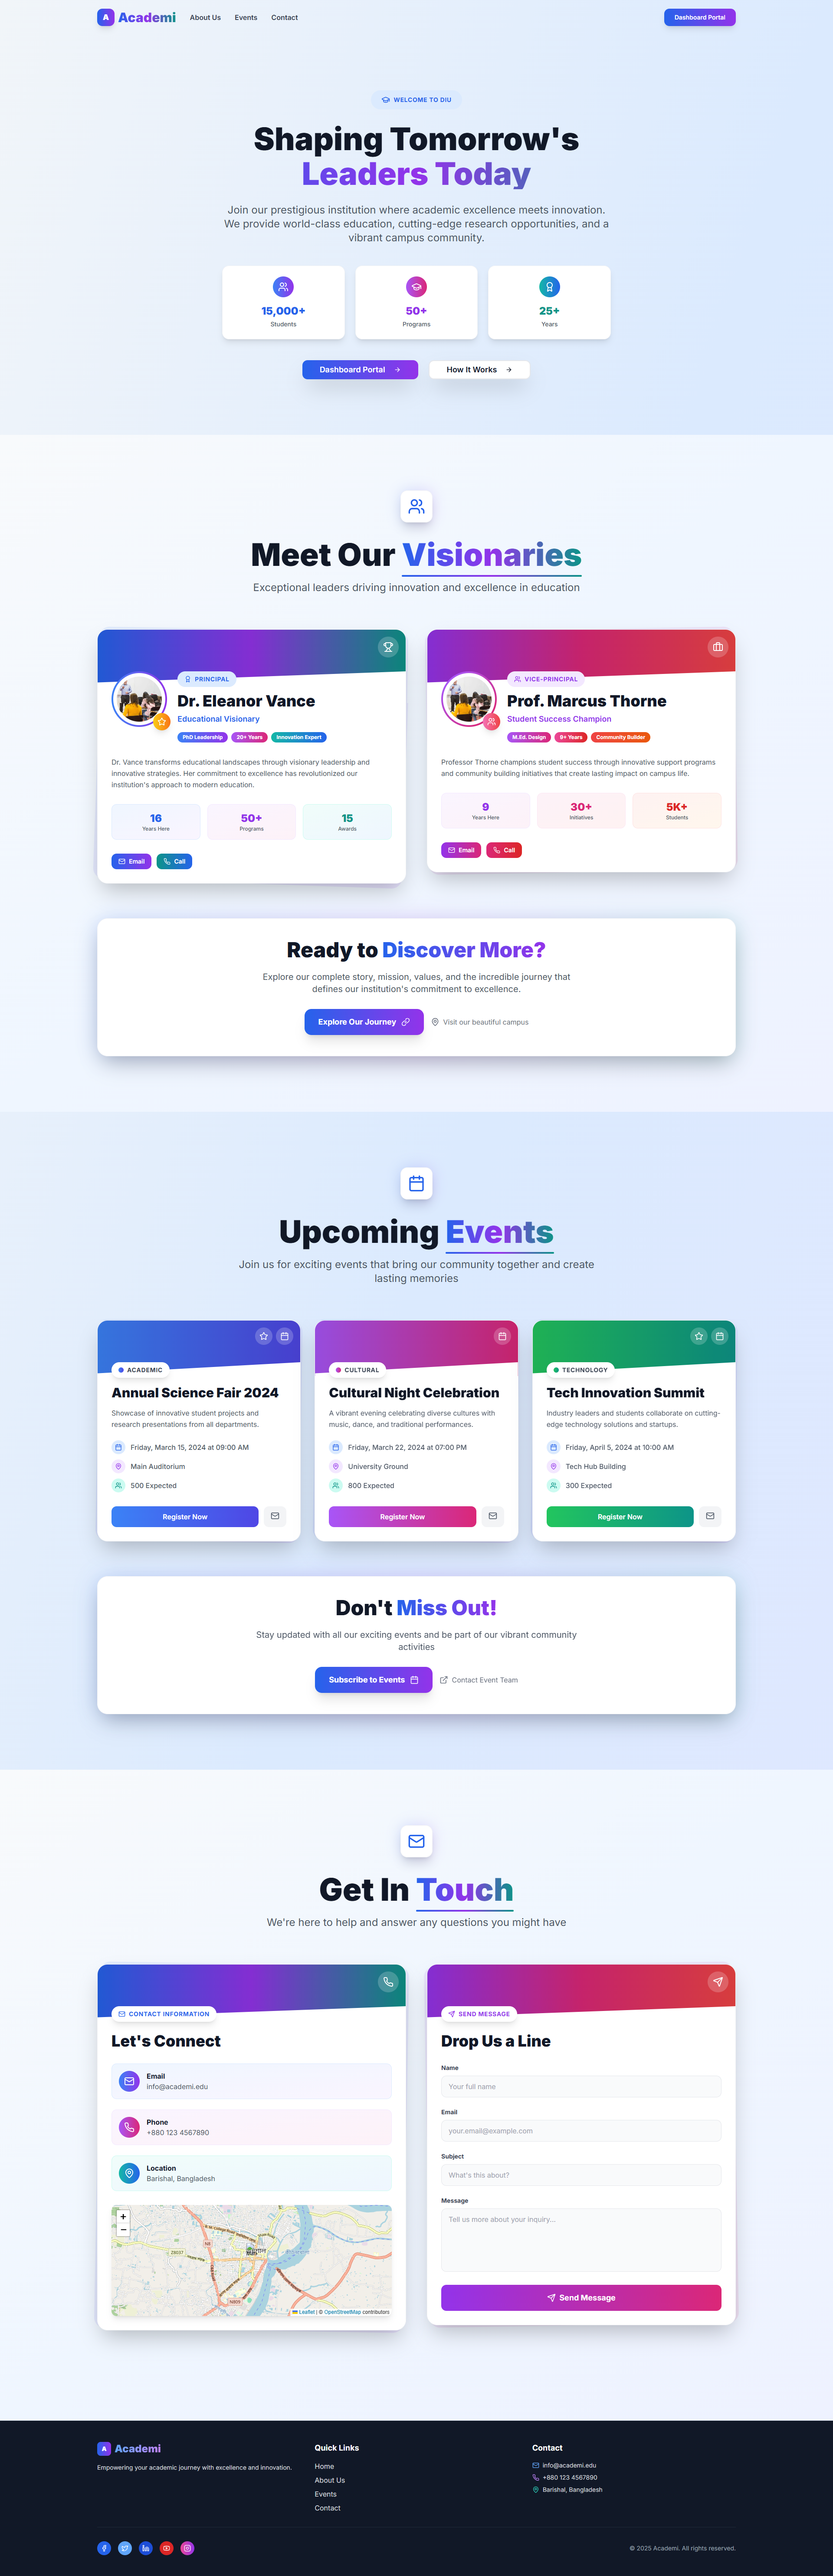 A Academi About Us Events Contact Dashboard Portal
WELCOME TO DIU
Shaping Tomorrow's
Leaders Today
Join our prestigious institution where academic excellence meets innovation.
We provide world-class education, cutting-edge research opportunities, and a
vibrant campus community.
15,000+
Students
50+
Programs
25+
Years
Dashboard Portal
How It Works
Meet Our Visionaries
Exceptional leaders driving innovation and excellence in education
PRINCIPAL
Dr. Eleanor Vance
Educational Visionary
PhD Leadership 20+ Years Innovation Expert
Dr. Vance transforms educational landscapes through visionary leadership and
innovative strategies. Her commitment to excellence has revolutionized our
institution's approach to modern education.
16
Years Here
50+
Programs
15
Awards
Email Call
VICE-PRINCIPAL
Prof. Marcus Thorne
Student Success Champion
M.Ed. Design 9+ Years Community Builder
Professor Thorne champions student success through innovative support programs
and community building initiatives that create lasting impact on campus life.
9
Years Here
30+
Initiatives
5K+
Students
Email Call
Ready to Discover More?
Explore our complete story, mission, values, and the incredible journey that
defines our institution's commitment to excellence.
Explore Our Journey Visit our beautiful campus
Upcoming Events
Join us for exciting events that bring our community together and create
lasting memories
ACADEMIC
Annual Science Fair 2024
Showcase of innovative student projects and
research presentations from all departments.
Friday, March 15, 2024 at 09:00 AM
Main Auditorium
500 Expected
Register Now
CULTURAL
Cultural Night Celebration
A vibrant evening celebrating diverse cultures with
music, dance, and traditional performances.
Friday, March 22, 2024 at 07:00 PM
University Ground
800 Expected
Register Now
TECHNOLOGY
Tech Innovation Summit
Industry leaders and students collaborate on cutting-
edge technology solutions and startups.
Friday, April 5, 2024 at 10:00 AM
Tech Hub Building
300 Expected
Register Now
Don't Miss Out!
Stay updated with all our exciting events and be part of our vibrant community
activities
Subscribe to Events Contact Event Team
Get In Touch
We're here to help and answer any questions you might have
CONTACT INFORMATION
Let's Connect
Email
info@academi.edu
Phone
+880 123 4567890
Location
Barishal, Bangladesh
+
−
Leaflet | © OpenStreetMap contributors
SEND MESSAGE
Drop Us a Line
Name
Your full name
Email
your.email@example.com
Subject
What's this about?
Message
Tell us more about your inquiry...
Send Message
A Academi
Empowering your academic journey with excellence and innovation.
Quick Links
Home
About Us
Events
Contact
Contact
info@academi.edu
+880 123 4567890
Barishal, Bangladesh
© 2025 Academi. All rights reserved.